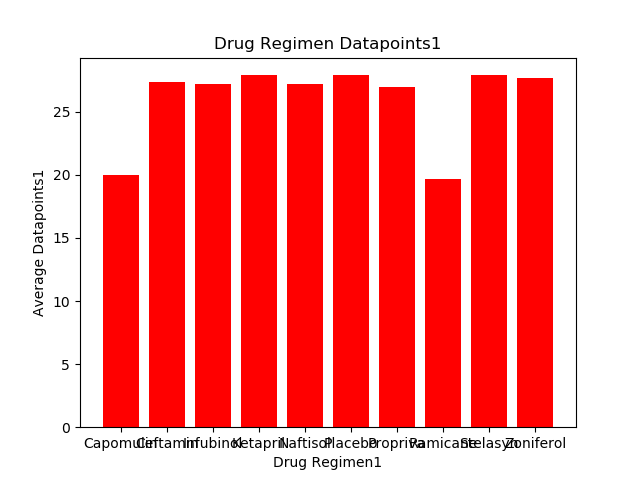 Drug Regimen Datapoints1
Average Datapoints1
25
20
15
10
5
0
Capomulin Ceftamin Infubinol Ketapril Naftisol Placebo Propriva Ramicane Stelasyn Zoniferol
Drug Regimen1